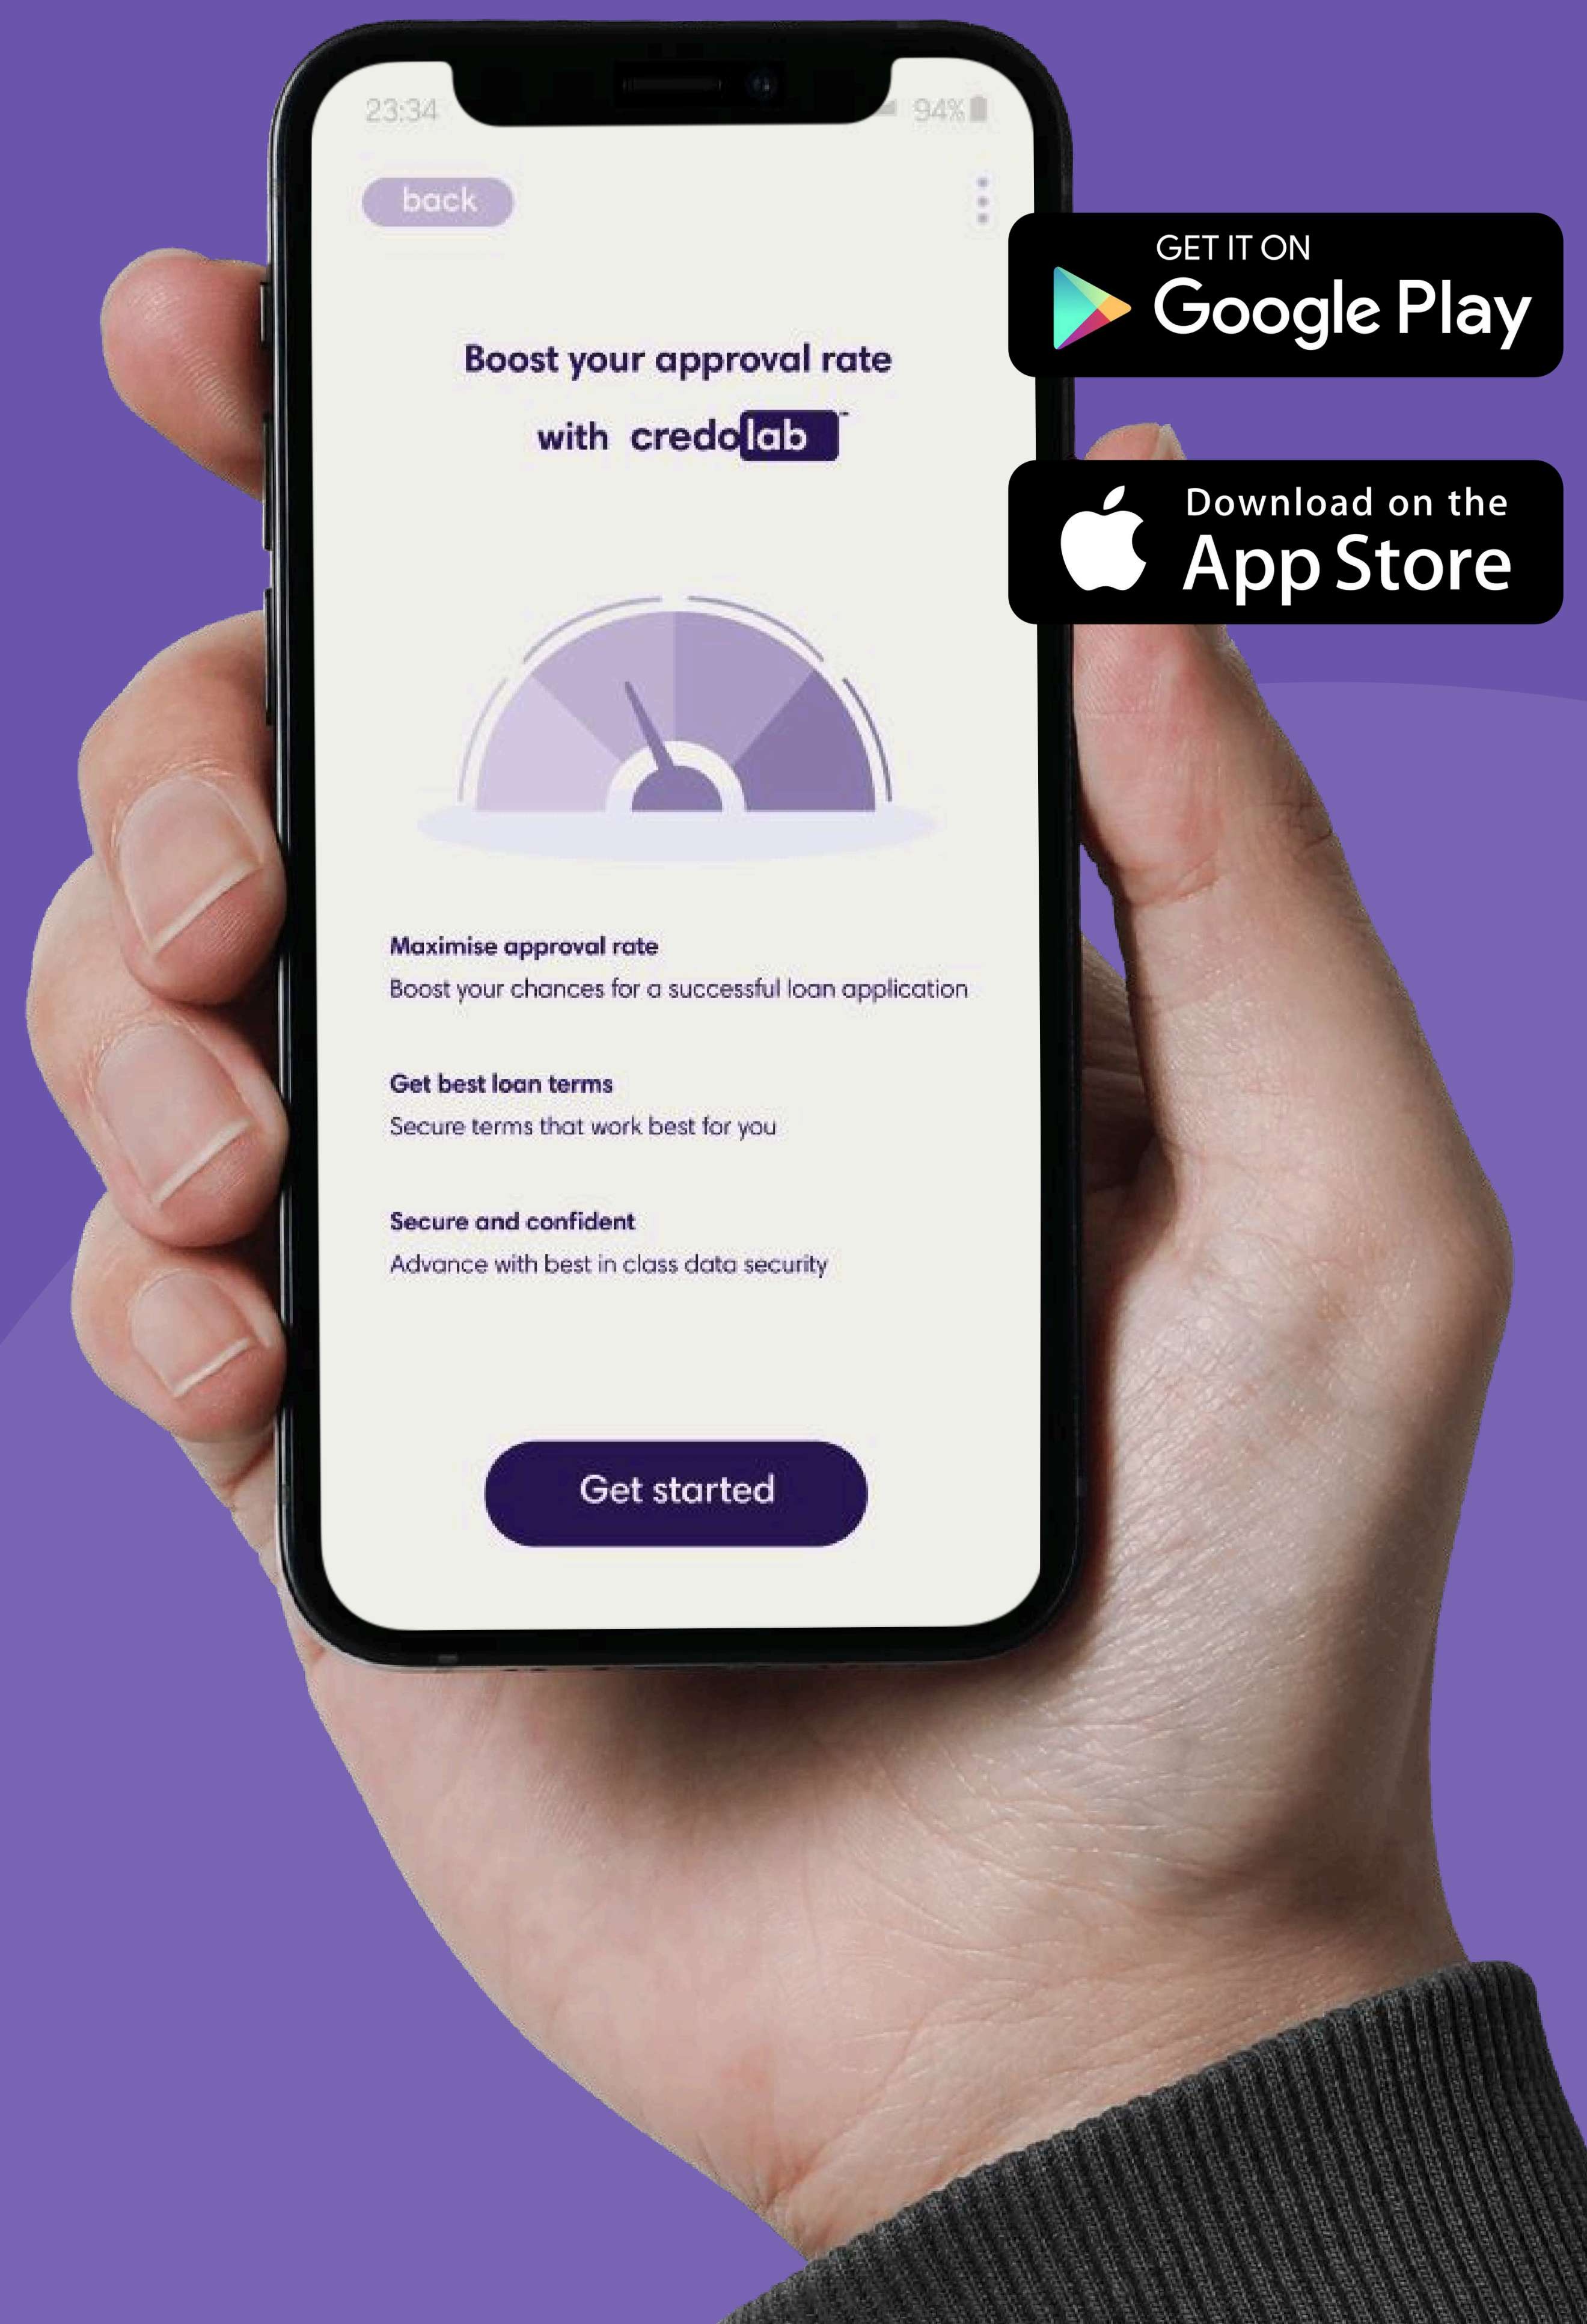 23:34
94%
back
Boost your approval rate
with credolab
Maximise approval rate
Boost your chances for a successful loan application
Get best loan terms
Secure terms that work best for you
Secure and confident
Advance with best in class data security
Get started
GET IT ON
Google Play
Download on the
App Store